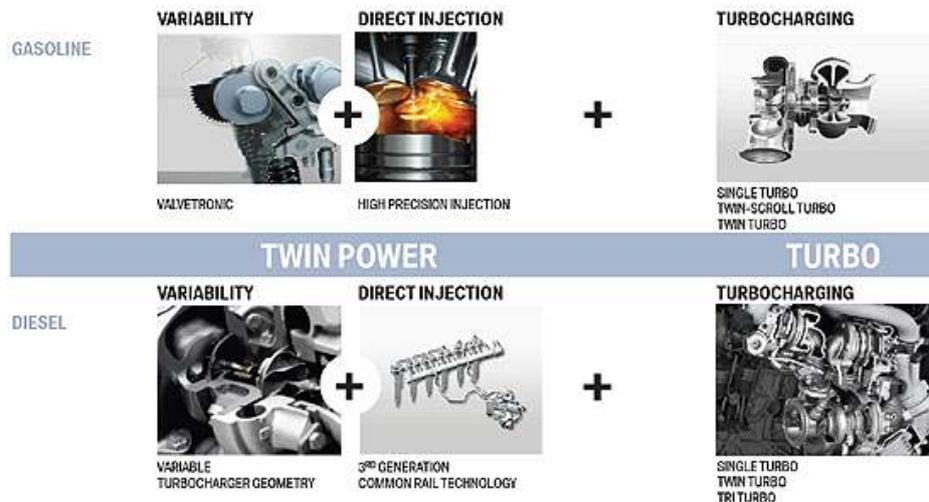 VARIABILITY
DIRECT INJECTION
TURBOCHARGING
GASOLINE
VALVETRONIC
HIGH PRECISION INJECTION
SINGLE TURBO
TWIN-SCROLL TURBO
TWIN TURBO
TWIN POWER
TURBO
VARIABILITY
DIRECT INJECTION
TURBOCHARGING
DIESEL
VARIABLE
TURBOCHARGER GEOMETRY
3RD GENERATION
COMMON RAIL TECHNOLOGY
SINGLE TURBO
TWIN TURBO
TRI TURBO